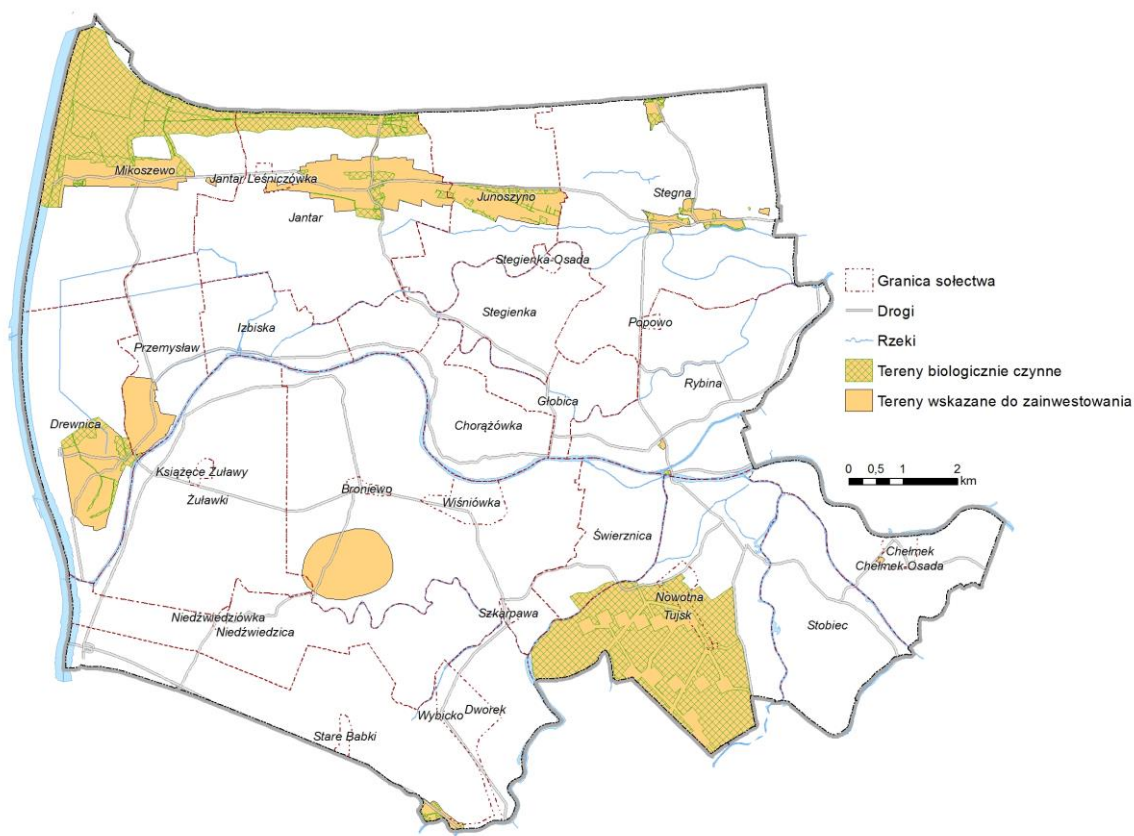 Mikoszewo
Jantar Leśniczówka
Jantar
Junoszyno
Stegna
Stegienka-Osada
Granica sołectwa
Drogi
Rzeki
Tereny biologicznie czynne
Tereny wskazane do zainwestowania
Izbiska
Stegienka
Popowo
Przemysław
Rybina
Drewnica
Głobica
Chorążówka
0 0,5 1 2
km
Książęce Żuławy
Żuławki
Broniewo
Wiśniówka
Świerznica
Chełmek
Chełmek-Osada
Nowotna
Tujsk
Niedźwiedziówka
Niedźwiedzica
Szkarpawa
Stobiec
Wybicko
Dworek
Stare Babki